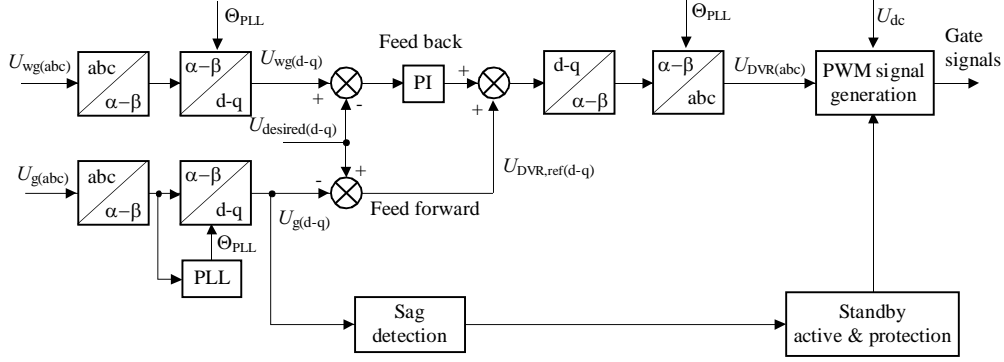 ΘPLL
ΘPLL
Udc
Uwg(abc)
abc
α−β
α−β
d-q
Uwg(d-q)
+
-
Feed back
PI
+
+
d-q
α−β
α−β
abc
UDVR(abc)
PWM signal
generation
Gate
signals
Udesired(d-q)
Ug(abc)
abc
α−β
α−β
d-q
-
+
Ug(d-q)
Feed forward
UDVR,ref(d-q)
ΘPLL
PLL
Sag
detection
Standby
active & protection